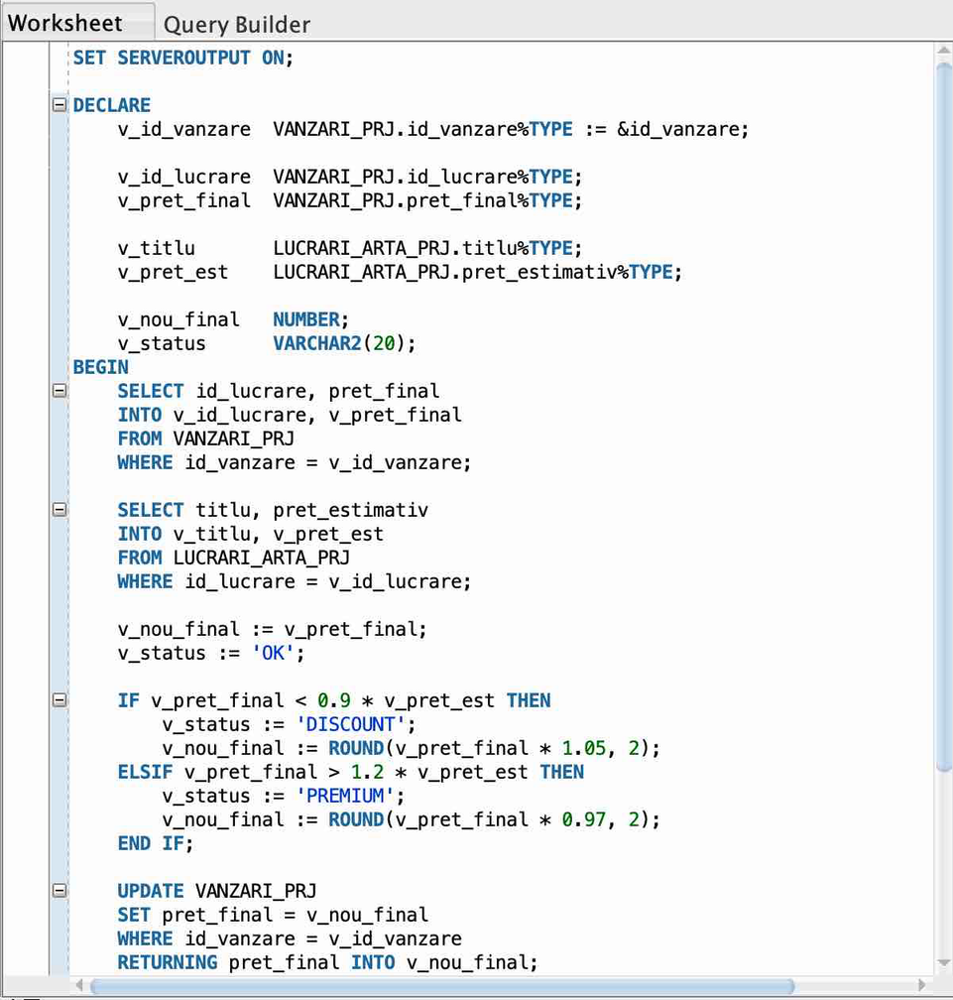 Worksheet Query Builder
SET SERVEROUTPUT ON;
DECLARE
v_id_vanzare VANZARI_PRJ.id_vanzare%TYPE := &id_vanzare;
v_id_lucrare VANZARI_PRJ.id_lucrare%TYPE;
v_pret_final VANZARI_PRJ.pret_final%TYPE;
v_titlu LUCRARI_ARTA_PRJ.titlu%TYPE;
v_pret_est LUCRARI_ARTA_PRJ.pret_estimativ%TYPE;
v_nou_final NUMBER;
v_status VARCHAR2(20);
BEGIN
SELECT id_lucrare, pret_final
INTO v_id_lucrare, v_pret_final
FROM VANZARI_PRJ
WHERE id_vanzare = v_id_vanzare;
SELECT titlu, pret_estimativ
INTO v_titlu, v_pret_est
FROM LUCRARI_ARTA_PRJ
WHERE id_lucrare = v_id_lucrare;
v_nou_final := v_pret_final;
v_status := 'OK';
IF v_pret_final < 0.9 * v_pret_est THEN
v_status := 'DISCOUNT';
v_nou_final := ROUND(v_pret_final * 1.05, 2);
ELSIF v_pret_final > 1.2 * v_pret_est THEN
v_status := 'PREMIUM';
v_nou_final := ROUND(v_pret_final * 0.97, 2);
END IF;
UPDATE VANZARI_PRJ
SET pret_final = v_nou_final
WHERE id_vanzare = v_id_vanzare
RETURNING pret_final INTO v_nou_final;